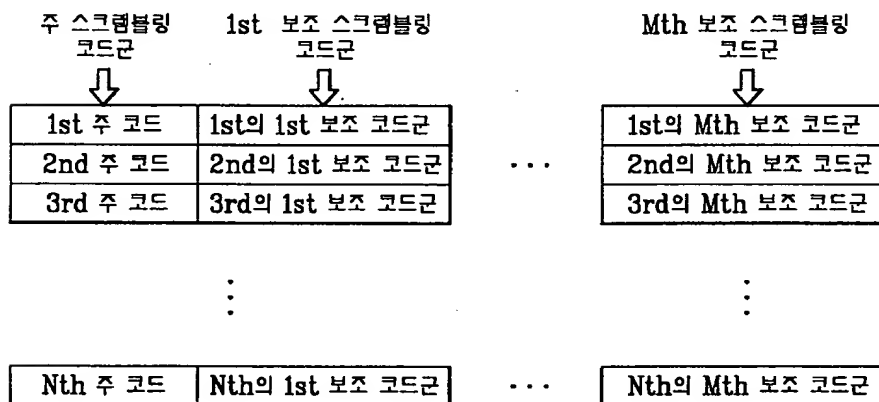 주 스크램블링 1st 보조 스크램블링 Mth 보조 스크램블링
코드군 코드군 코드군
1st 주 코드 1st의 1st 보조 코드군 1st의 Mth 보조 코드군
2nd 주 코드 2nd의 1st 보조 코드군 ... 2nd의 Mth 보조 코드군
3rd 주 코드 3rd의 1st 보조 코드군 3rd의 Mth 보조 코드군
Nth 주 코드 Nth의 1st 보조 코드군 ... Nth의 Mth 보조 코드군